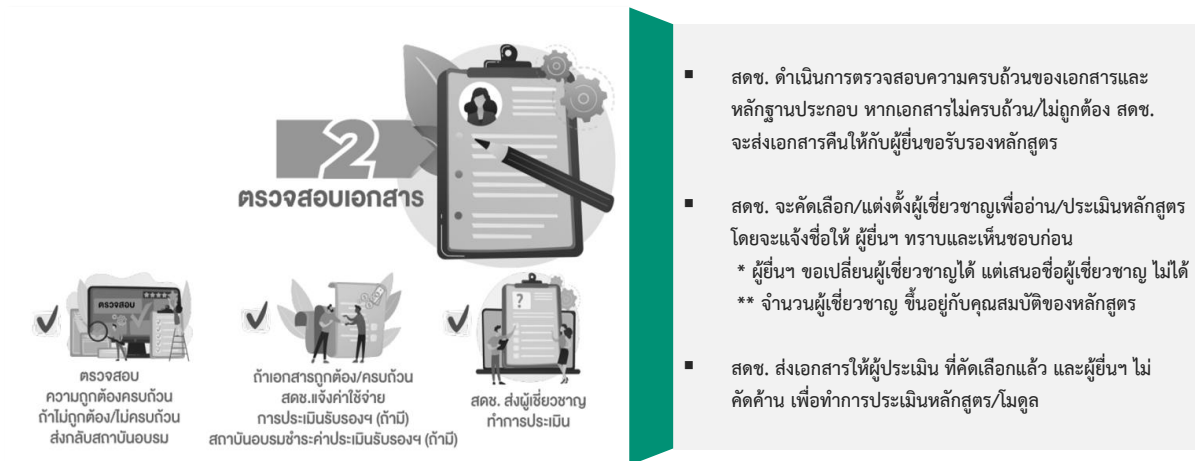 2
ตรวจสอบเอกสาร
ตรวจสอบ
?
ตรวจสอบ
ความถูกต้องครบถ้วน
ถ้าไม่ถูกต้อง/ไม่ครบถ้วน
ส่งกลับสถาบันอบรม
ถ้าเอกสารถูกต้อง/ครบถ้วน
สดช.แจ้งค่าใช้จ่าย
การประเมินรับรองฯ (ถ้ามี)
สถาบันอบรมชำระค่าประเมินรับรองฯ (ถ้ามี)
สดช. ส่งผู้เชี่ยวชาญ
ทำการประเมิน
▪ สดช. ดำเนินการตรวจสอบความครบถ้วนของเอกสารและ
หลักฐานประกอบ หากเอกสารไม่ครบถ้วน/ไม่ถูกต้อง สดช.
จะส่งเอกสารคืนให้กับผู้ยื่นขอรับรองหลักสูตร
▪ สดช. จะคัดเลือก/แต่งตั้งผู้เชี่ยวชาญเพื่ออ่าน/ประเมินหลักสูตร
โดยจะแจ้งชื่อให้ ผู้ยื่นฯ ทราบและเห็นชอบก่อน
* ผู้ยื่นฯ ขอเปลี่ยนผู้เชี่ยวชาญได้ แต่เสนอชื่อผู้เชี่ยวชาญ ไม่ได้
** จำนวนผู้เชี่ยวชาญ ขึ้นอยู่กับคุณสมบัติของหลักสูตร
▪ สดช. ส่งเอกสารให้ผู้ประเมิน ที่คัดเลือกแล้ว และผู้ยื่นฯ ไม่
คัดค้าน เพื่อทำการประเมินหลักสูตร/โมดูล